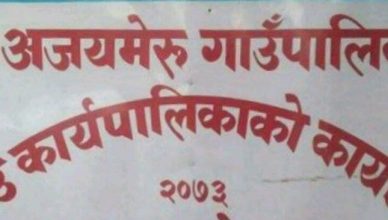 अजयमेरु गाउँपालि
कार्यपालिकाको कार्य
२०७३